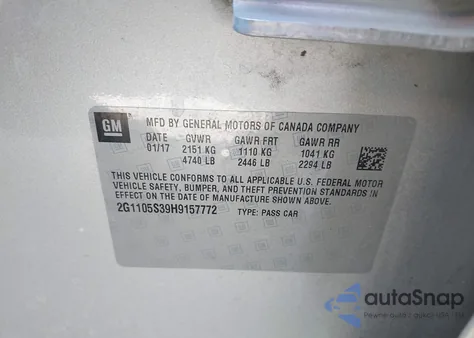 GM
MFD BY GENERAL MOTORS OF CANADA COMPANY
DATE GVWR GAWR FRT GAWR RR
01/17 2151 KG 1110 KG 1041 KG
4740 LB 2446 LB 2294 LB
THIS VEHICLE CONFORMS TO ALL APPLICABLE U.S. FEDERAL MOTOR
VEHICLE SAFETY, BUMPER, AND THEFT PREVENTION STANDARDS IN
EFFECT ON THE DATE OF MANUFACTURE SHOWN ABOVE.
2G1105S39H9157772 TYPE: PASS CAR
autoSnap
Pewne auto z